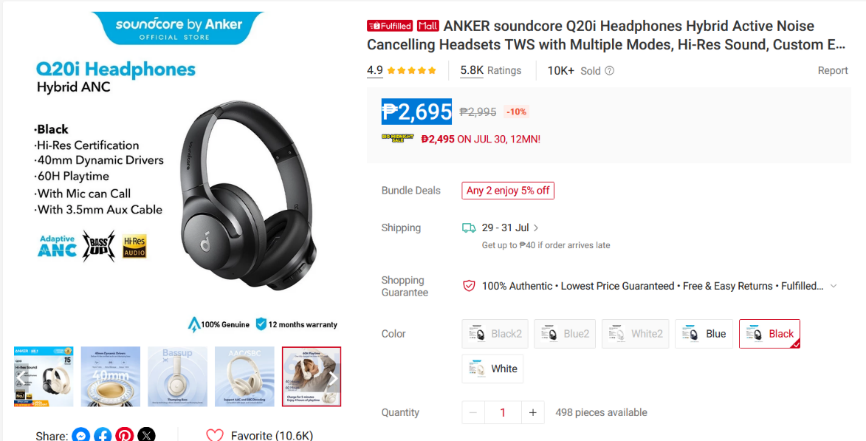 soundcore by Anker
OFFICIAL STORE
Q20i Headphones
Hybrid ANC
·Black
·Hi-Res Certification
·40mm Dynamic Drivers
·60H Playtime
·With Mic can Call
·With 3.5mm Aux Cable
Adaptive
ANC
BASS
UP
Hi-Res
AUDIO
100% Genuine
12 months warranty
40mm
Bassup
Share:
Favorite (10.6K)
Fulfilled Mall ANKER soundcore Q20i Headphones Hybrid Active Noise
Cancelling Headsets TWS with Multiple Modes, Hi-Res Sound, Custom E...
4.9 5.8K Ratings 10K+ Sold Report
₱2,695 ₱2,995 -10%
₱2,495 ON JUL 30, 12MN!
Bundle Deals Any 2 enjoy 5% off
Shipping 29 - 31 Jul
Get up to ₱40 if order arrives late
Shopping
Guarantee
100% Authentic • Lowest Price Guaranteed • Free & Easy Returns • Fulfilled...
Color Black2 Blue2 White2 Blue Black
White
Quantity − 1 + 498 pieces available